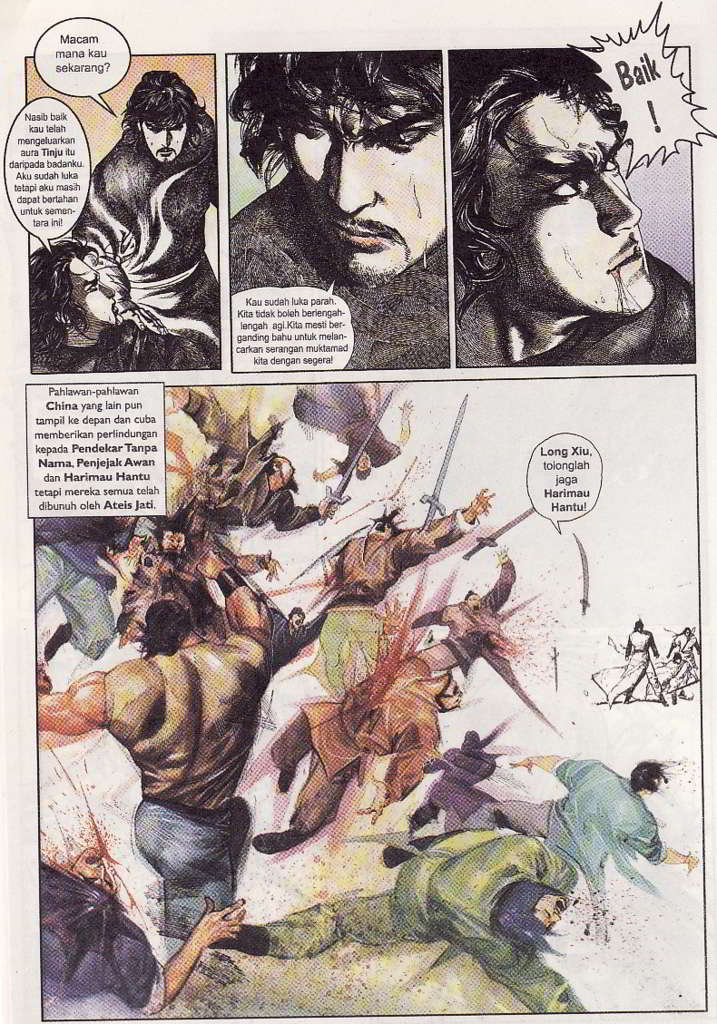 Macam
mana kau
sekarang?
Nasib baik
kau telah
mengeluarkan
aura Tinju itu
daripada badanku.
Aku sudah luka
tetapi aku masih
dapat bertahan
untuk semen-
tara ini!
Kau sudah luka parah.
Kita tidak boleh berlengah-
lengah agi.Kita mesti ber-
ganding bahu untuk melan-
carkan serangan muktamad
kita dengan segera!
Baik
!
Pahlawan-pahlawan
China yang lain pun
tampil ke depan dan cuba
memberikan perlindungan
kepada Pendekar Tanpa
Nama, Penjejak Awan
dan Harimau Hantu
tetapi mereka semua telah
dibunuh oleh Ateis Jati.
Long Xiu,
tolonglah
jaga
Harimau
Hantu!